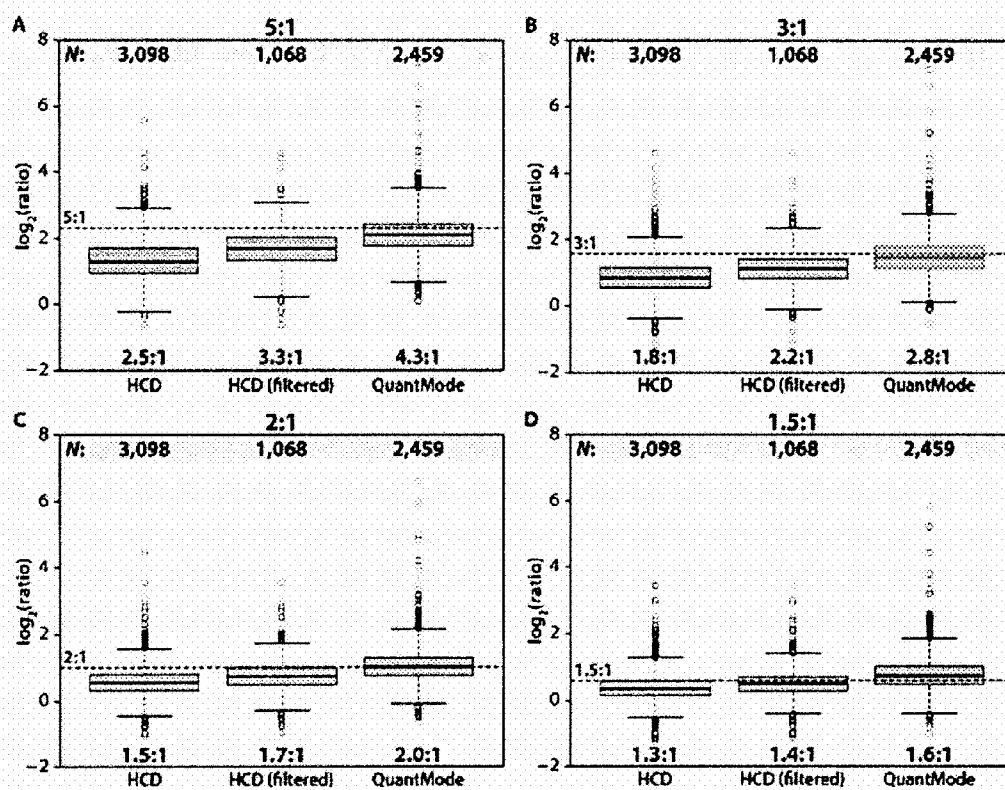 A
5:1
8
N: 3,098 1,068 2,459
6
4
log2(ratio)
5:1
2
0
2.5:1 3.3:1 4.3:1
−2
HCD HCD (filtered) QuantMode
B
3:1
8
N: 3,098 1,068 2,459
6
4
log2(ratio)
3:1
2
0
1.8:1 2.2:1 2.8:1
−2
HCD HCD (filtered) QuantMode
C
2:1
8
N: 3,098 1,068 2,459
6
4
log2(ratio)
2
2:1
0
1.5:1 1.7:1 2.0:1
−2
HCD HCD (filtered) QuantMode
D
1.5:1
8
N: 3,098 1,068 2,459
6
4
log2(ratio)
2
1.5:1
0
1.3:1 1.4:1 1.6:1
−2
HCD HCD (filtered) QuantMode